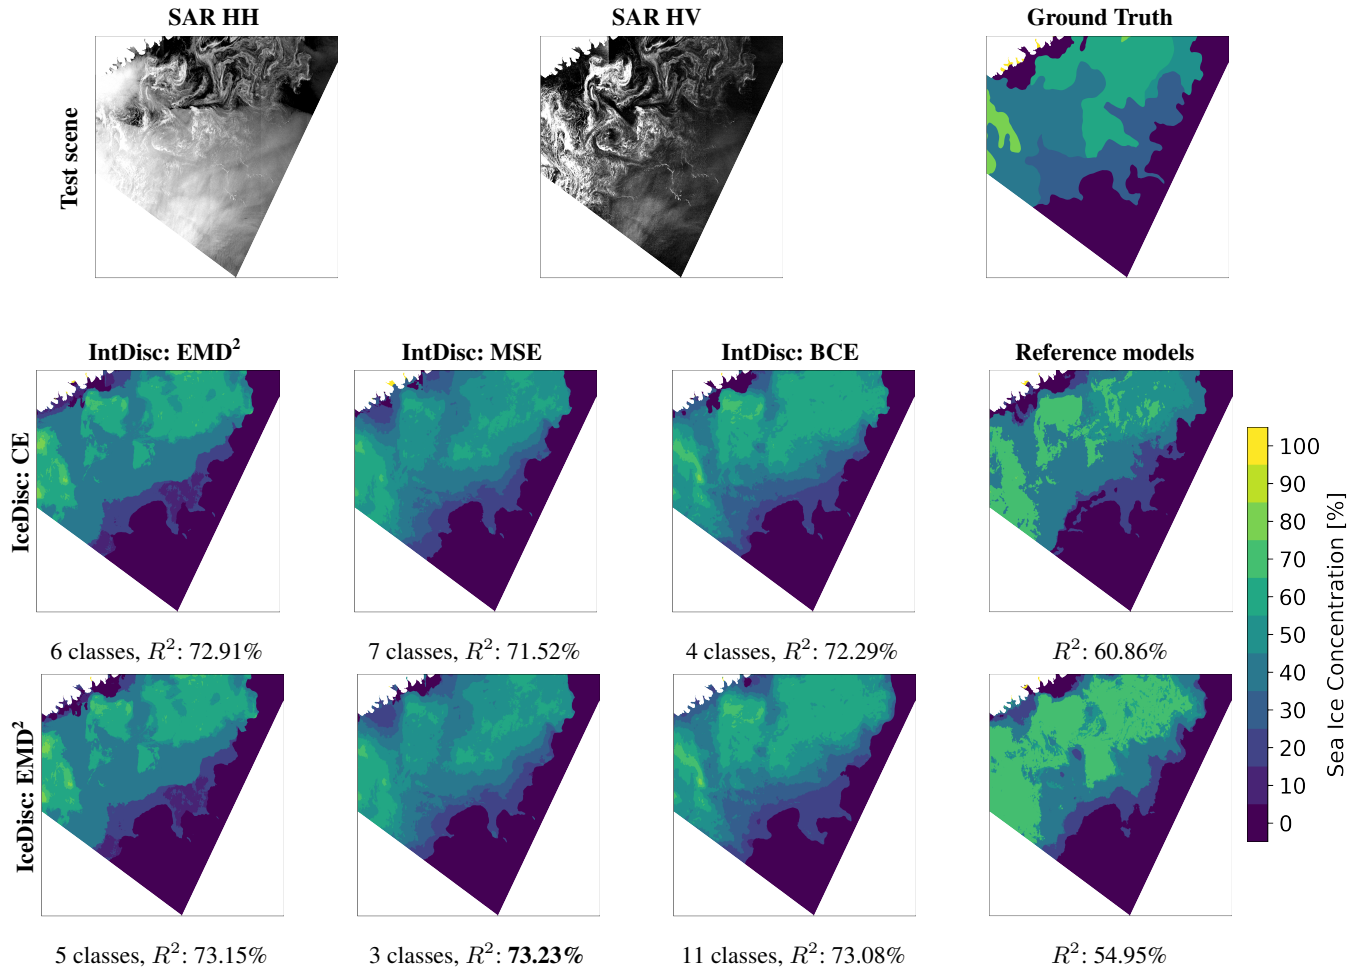 SAR HH
SAR HV
Ground Truth
Test scene
IntDisc: EMD²
IntDisc: MSE
IntDisc: BCE
Reference models
IceDisc: CE
6 classes, R²: 72.91%
7 classes, R²: 71.52%
4 classes, R²: 72.29%
R²: 60.86%
IceDisc: EMD²
5 classes, R²: 73.15%
3 classes, R²: 73.23%
11 classes, R²: 73.08%
R²: 54.95%
100
90
80
70
60
50
40
30
20
10
0
Sea Ice Concentration [%]